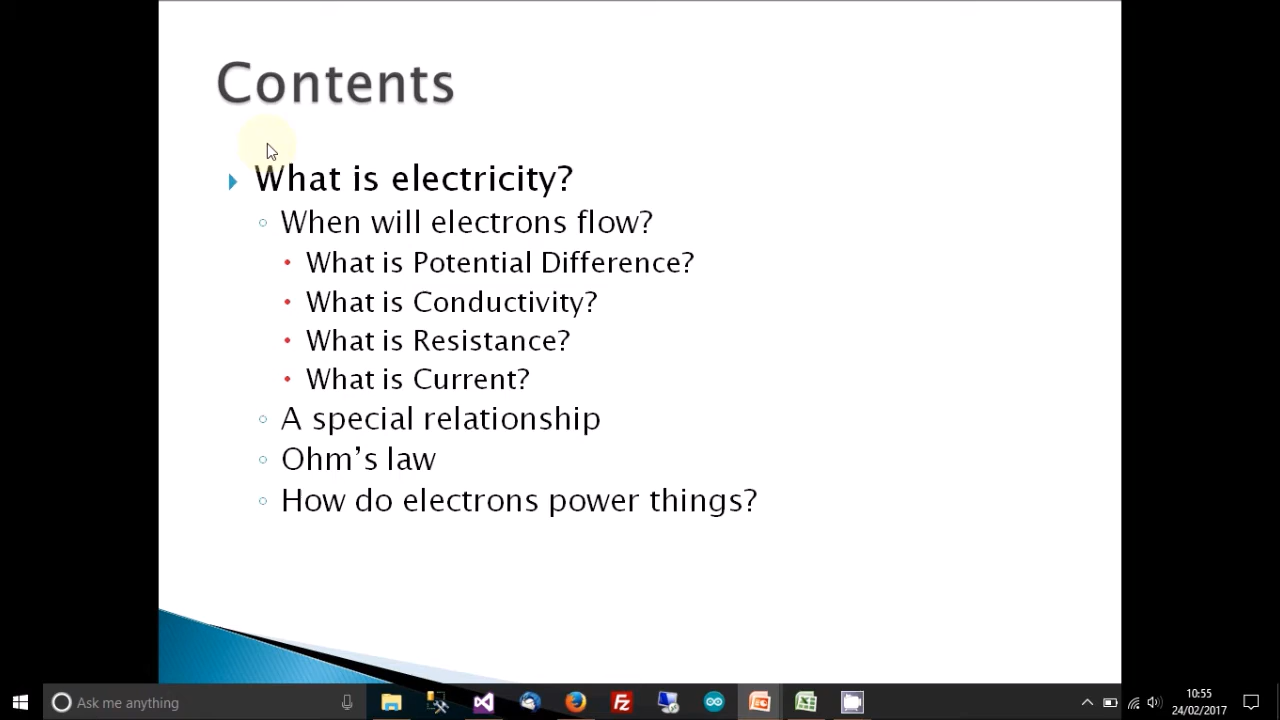 Contents
What is electricity?
When will electrons flow?
What is Potential Difference?
What is Conductivity?
What is Resistance?
What is Current?
A special relationship
Ohm’s law
How do electrons power things?
Ask me anything
10:55
24/02/2017